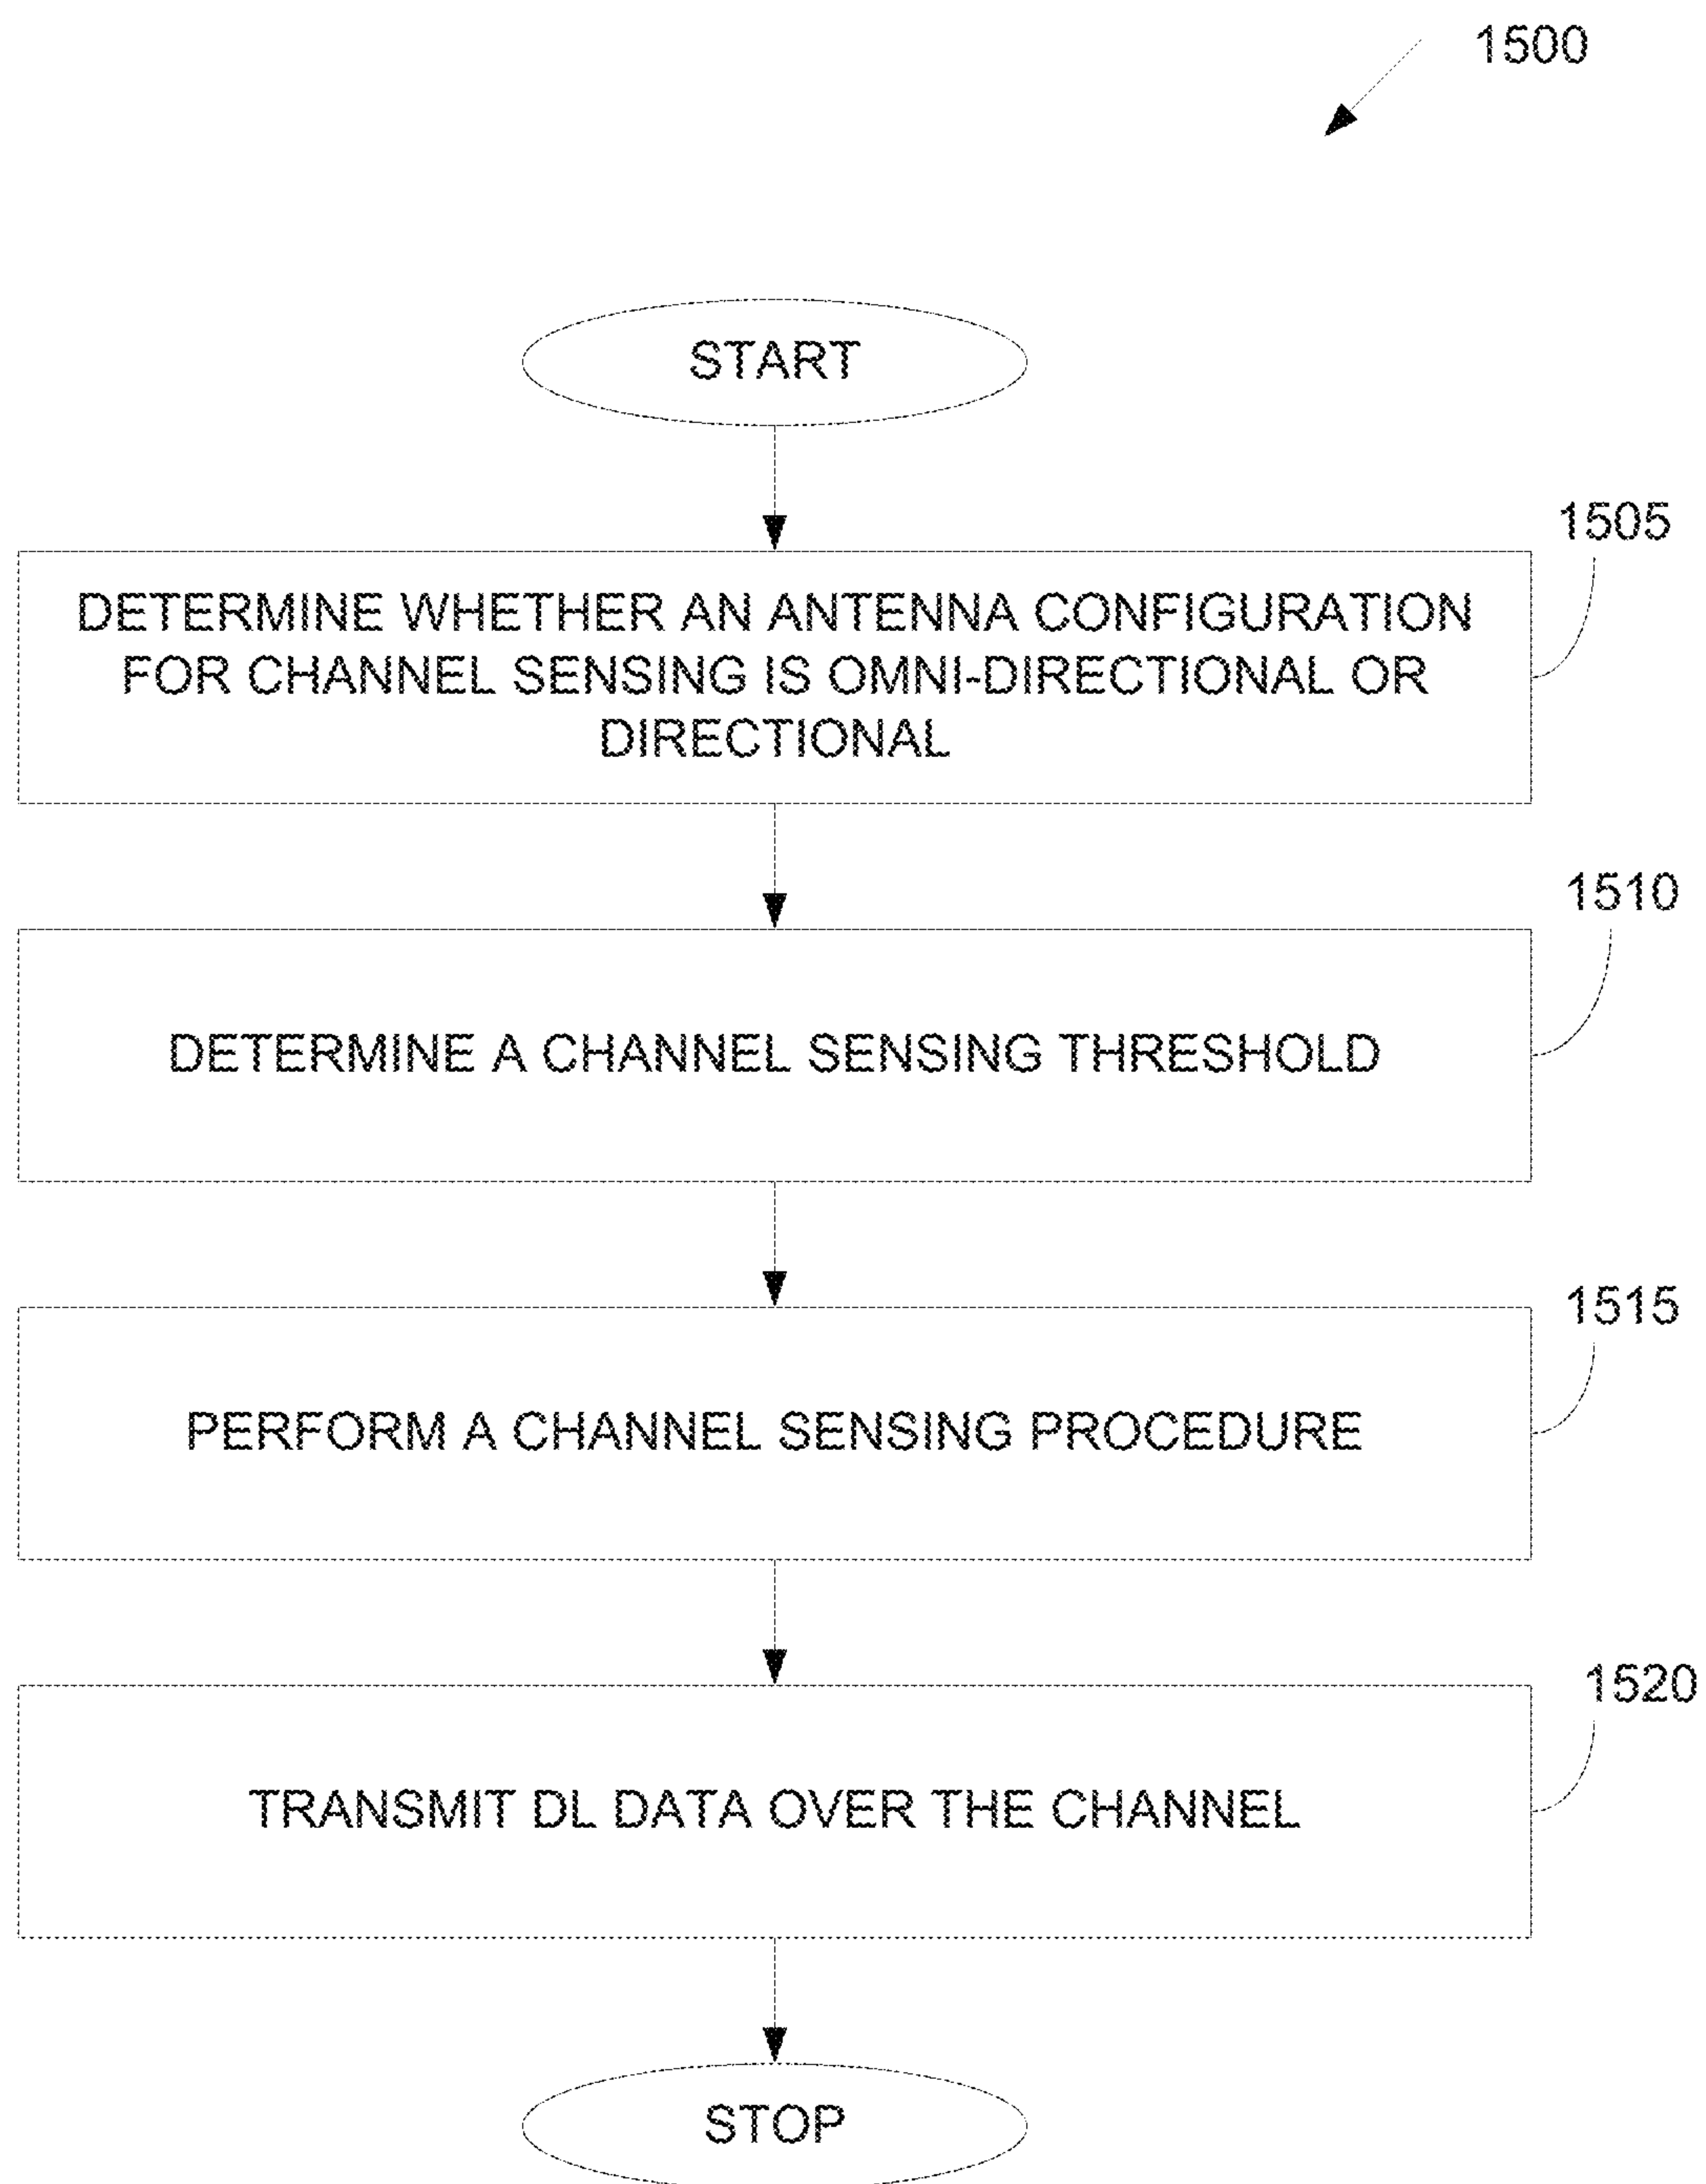 1500
START
1505
DETERMINE WHETHER AN ANTENNA CONFIGURATION
FOR CHANNEL SENSING IS OMNI-DIRECTIONAL OR
DIRECTIONAL
1510
DETERMINE A CHANNEL SENSING THRESHOLD
1515
PERFORM A CHANNEL SENSING PROCEDURE
1520
TRANSMIT DL DATA OVER THE CHANNEL
STOP